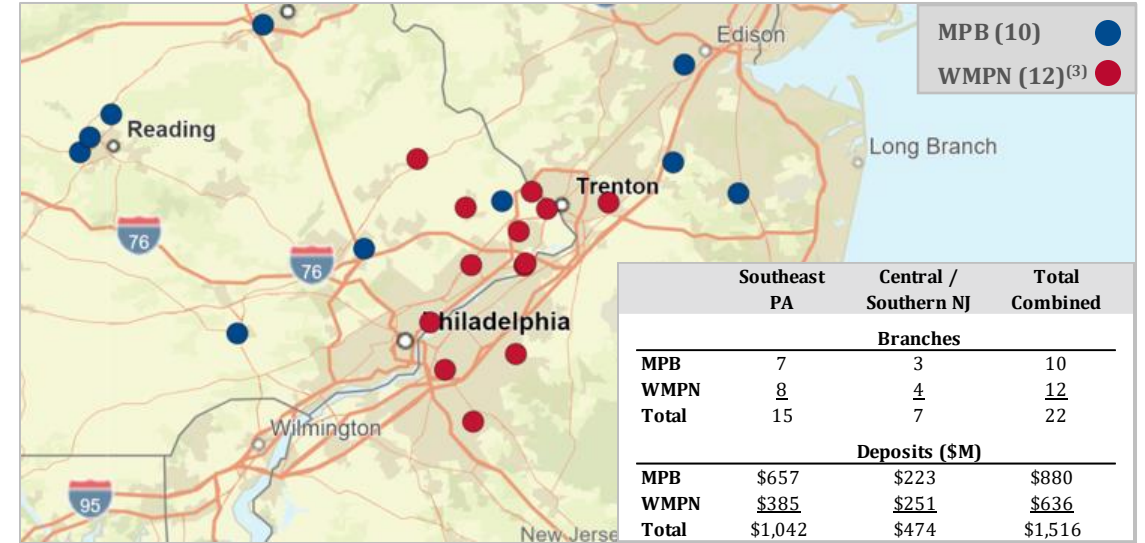 Edison
MPB (10)
WMPN (12)(3)
Reading
Long Branch
Trenton
76
76
Philadelphia
Wilmington
95
New Jerse
Southeast Central / Total
PA Southern NJ Combined
Branches
MPB 7 3 10
WMPN 8 4 12
Total 15 7 22
Deposits ($M)
MPB $657 $223 $880
WMPN $385 $251 $636
Total $1,042 $474 $1,516